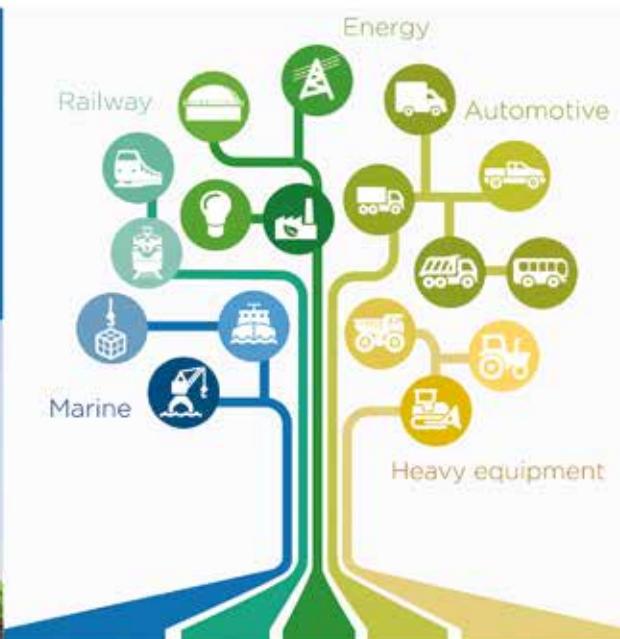 Energy
Railway
Automotive
Marine
Heavy equipment